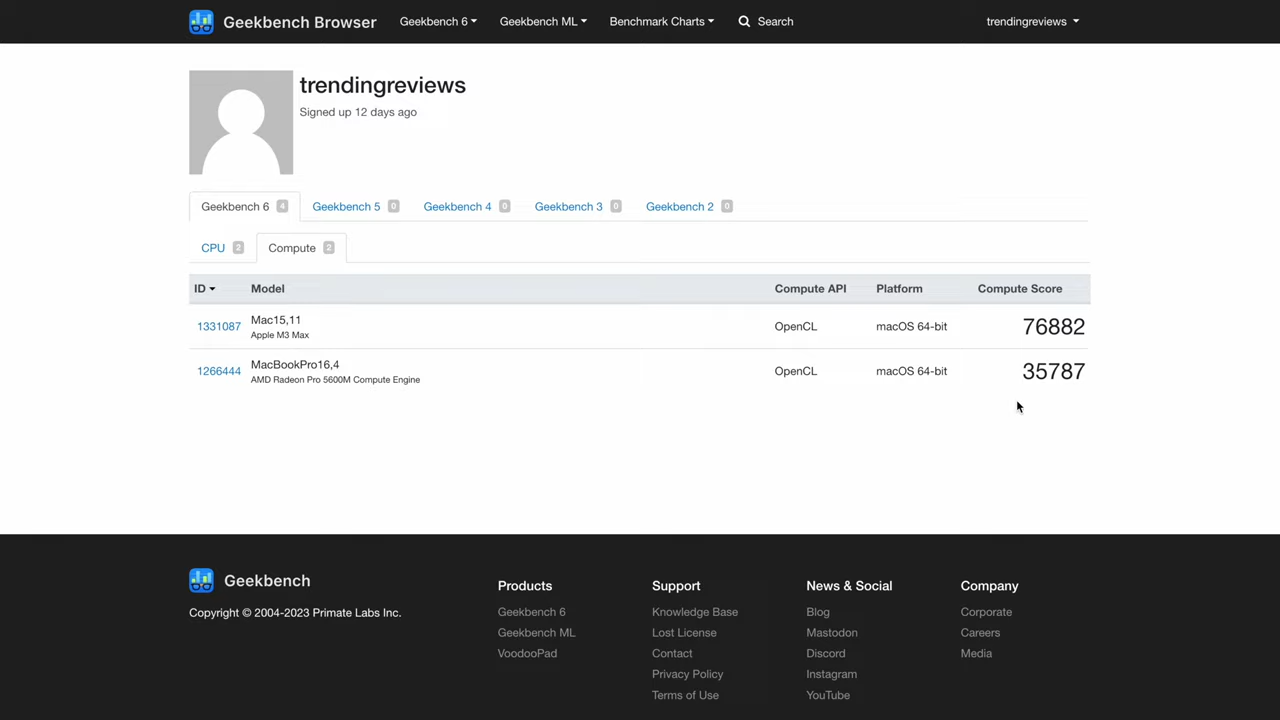 Geekbench Browser Geekbench 6 Geekbench ML Benchmark Charts Search trendingreviews
trendingreviews
Signed up 12 days ago
Geekbench 6 4 Geekbench 5 0 Geekbench 4 0 Geekbench 3 0 Geekbench 2 0
CPU 2 Compute 2
ID Model Compute API Platform Compute Score
1331087 Mac15,11 OpenCL macOS 64-bit 76882
Apple M3 Max
1266444 MacBookPro16,4 OpenCL macOS 64-bit 35787
AMD Radeon Pro 5600M Compute Engine
Geekbench
Copyright © 2004-2023 Primate Labs Inc.
Products
Geekbench 6
Geekbench ML
VoodooPad
Support
Knowledge Base
Lost License
Contact
Privacy Policy
Terms of Use
News & Social
Blog
Mastodon
Discord
Instagram
YouTube
Company
Corporate
Careers
Media